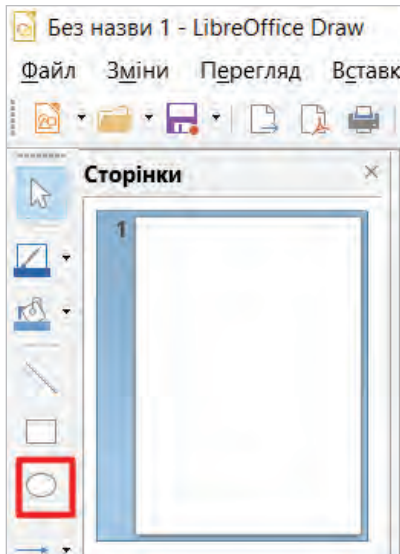 Без назви 1 - LibreOffice Draw
Файл Зміни Перегляд Вставк
Сторінки
1